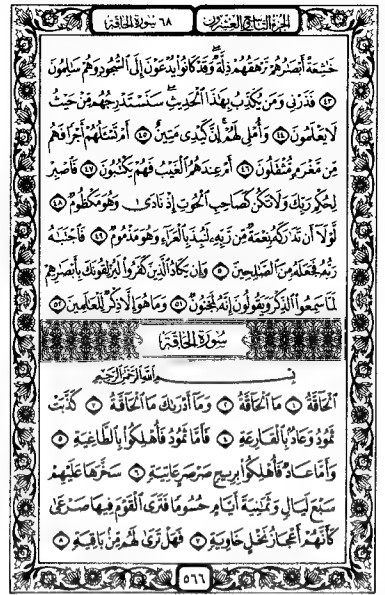 الجزء التاسع والعشرون ٦٨ سورة الحاقة
خَٰشِعَةً أَبْصَٰرُهُمْ تَرْهَقُهُمْ ذِلَّةٌ وَقَدْ كَانُوا۟ يُدْعَوْنَ إِلَى ٱلسُّجُودِ وَهُمْ سَٰلِمُونَ
٤٣ فَذَرْنِى وَمَن يُكَذِّبُ بِهَٰذَا ٱلْحَدِيثِ سَنَسْتَدْرِجُهُم مِّنْ حَيْثُ
لَا يَعْلَمُونَ ٤٤ وَأُمْلِى لَهُمْ إِنَّ كَيْدِى مَتِينٌ ٤٥ أَمْ تَسْـَٔلُهُمْ أَجْرًا فَهُم
مِّن مَّغْرَمٍ مُّثْقَلُونَ ٤٦ أَمْ عِندَهُمُ ٱلْغَيْبُ فَهُمْ يَكْتُبُونَ ٤٧ فَٱصْبِرْ
لِحُكْمِ رَبِّكَ وَلَا تَكُن كَصَاحِبِ ٱلْحُوتِ إِذْ نَادَىٰ وَهُوَ مَكْظُومٌ ٤٨
لَّوْلَآ أَن تَدَٰرَكَهُۥ نِعْمَةٌ مِّن رَّبِّهِۦ لَنُبِذَ بِٱلْعَرَآءِ وَهُوَ مَذْمُومٌ ٤٩ فَٱجْتَبَٰهُ
رَبُّهُۥ فَجَعَلَهُۥ مِنَ ٱلصَّٰلِحِينَ ٥٠ وَإِن يَكَادُ ٱلَّذِينَ كَفَرُوا۟ لَيُزْلِقُونَكَ بِأَبْصَٰرِهِمْ
لَمَّا سَمِعُوا۟ ٱلذِّكْرَ وَيَقُولُونَ إِنَّهُۥ لَمَجْنُونٌ ٥١ وَمَا هُوَ إِلَّا ذِكْرٌ لِّلْعَٰلَمِينَ ٥٢
سُورَةُ الحَاقَّةِ
بِسْمِ ٱللَّهِ ٱلرَّحْمَٰنِ ٱلرَّحِيمِ
ٱلْحَآقَّةُ ١ مَا ٱلْحَآقَّةُ ٢ وَمَآ أَدْرَىٰكَ مَا ٱلْحَآقَّةُ ٣ كَذَّبَتْ
ثَمُودُ وَعَادٌۢ بِٱلْقَارِعَةِ ٤ فَأَمَّا ثَمُودُ فَأُهْلِكُوا۟ بِٱلطَّاغِيَةِ ٥
وَأَمَّا عَادٌ فَأُهْلِكُوا۟ بِرِيحٍ صَرْصَرٍ عَاتِيَةٍ ٦ سَخَّرَهَا عَلَيْهِمْ
سَبْعَ لَيَالٍ وَثَمَٰنِيَةَ أَيَّامٍ حُسُومًا فَتَرَى ٱلْقَوْمَ فِيهَا صَرْعَىٰ
كَأَنَّهُمْ أَعْجَازُ نَخْلٍ خَاوِيَةٍ ٧ فَهَلْ تَرَىٰ لَهُم مِّنۢ بَاقِيَةٍ ٨
٥٦٦